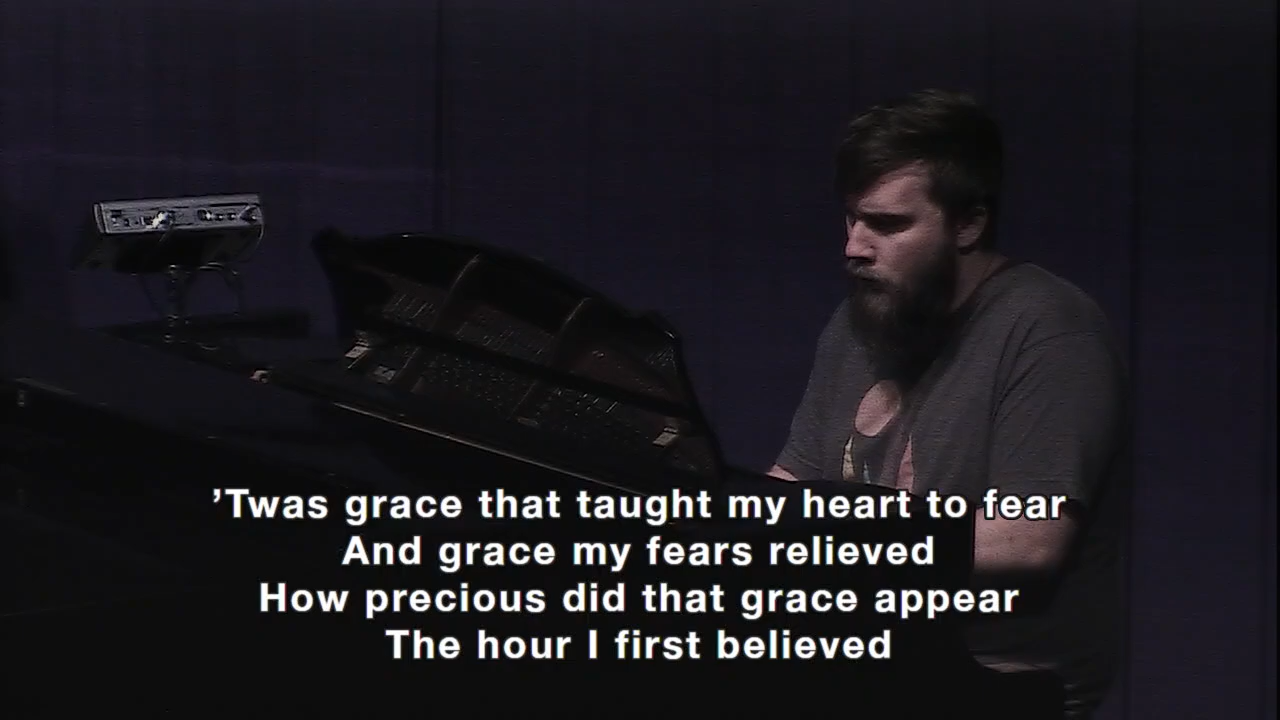 ’Twas grace that taught my heart to fear
And grace my fears relieved
How precious did that grace appear
The hour I first believed